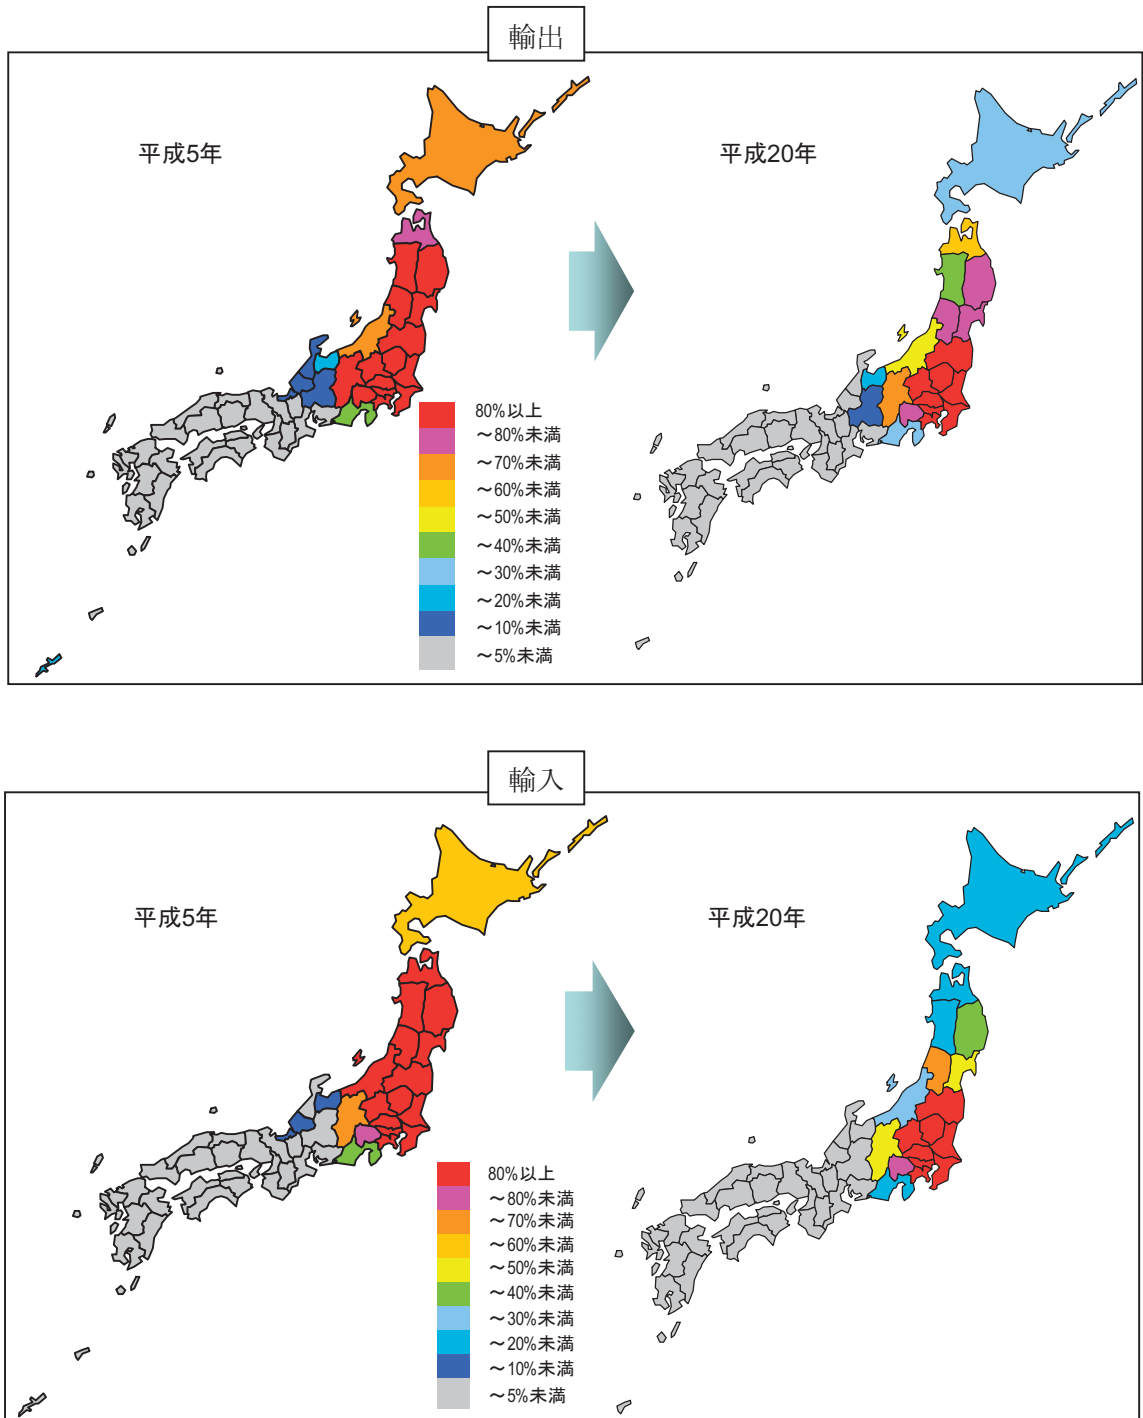 輸出
平成5年
平成20年
80%以上
～80%未満
～70%未満
～60%未満
～50%未満
～40%未満
～30%未満
～20%未満
～10%未満
～5%未満
輸入
平成5年
平成20年
80%以上
～80%未満
～70%未満
～60%未満
～50%未満
～40%未満
～30%未満
～20%未満
～10%未満
～5%未満